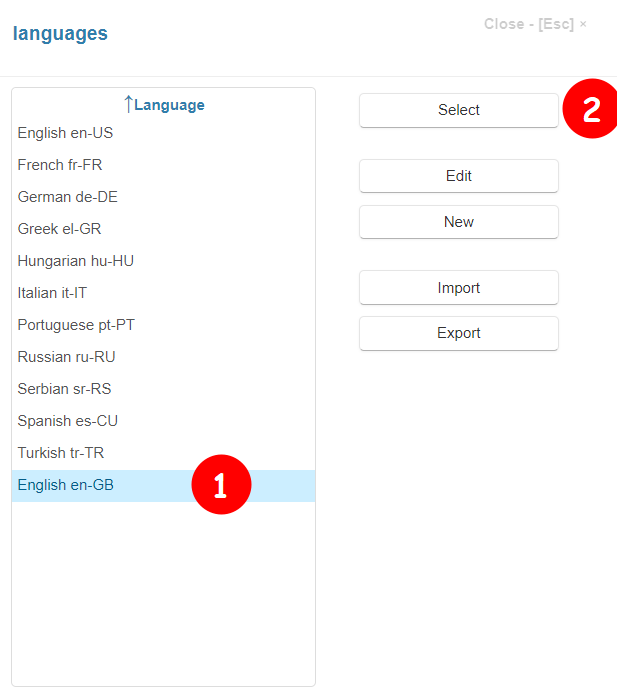 languages
Close - [Esc] ×
↑Language
English en-US
French fr-FR
German de-DE
Greek el-GR
Hungarian hu-HU
Italian it-IT
Portuguese pt-PT
Russian ru-RU
Serbian sr-RS
Spanish es-CU
Turkish tr-TR
English en-GB
1
Select
2
Edit
New
Import
Export